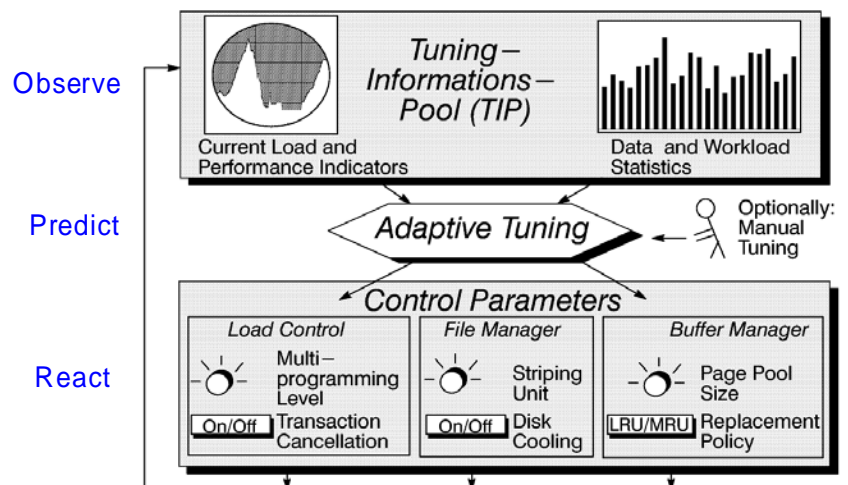 Observe
Tuning–
Informations–
Pool (TIP)
Current Load and
Performance Indicators
Data and Workload
Statistics
Predict
Adaptive Tuning
Optionally:
Manual
Tuning
React
Control Parameters
Load Control
Multi–
programming
Level
On/Off
Transaction
Cancellation
File Manager
Striping
Unit
On/Off
Disk
Cooling
Buffer Manager
Page Pool
Size
LRU/MRU
Replacement
Policy